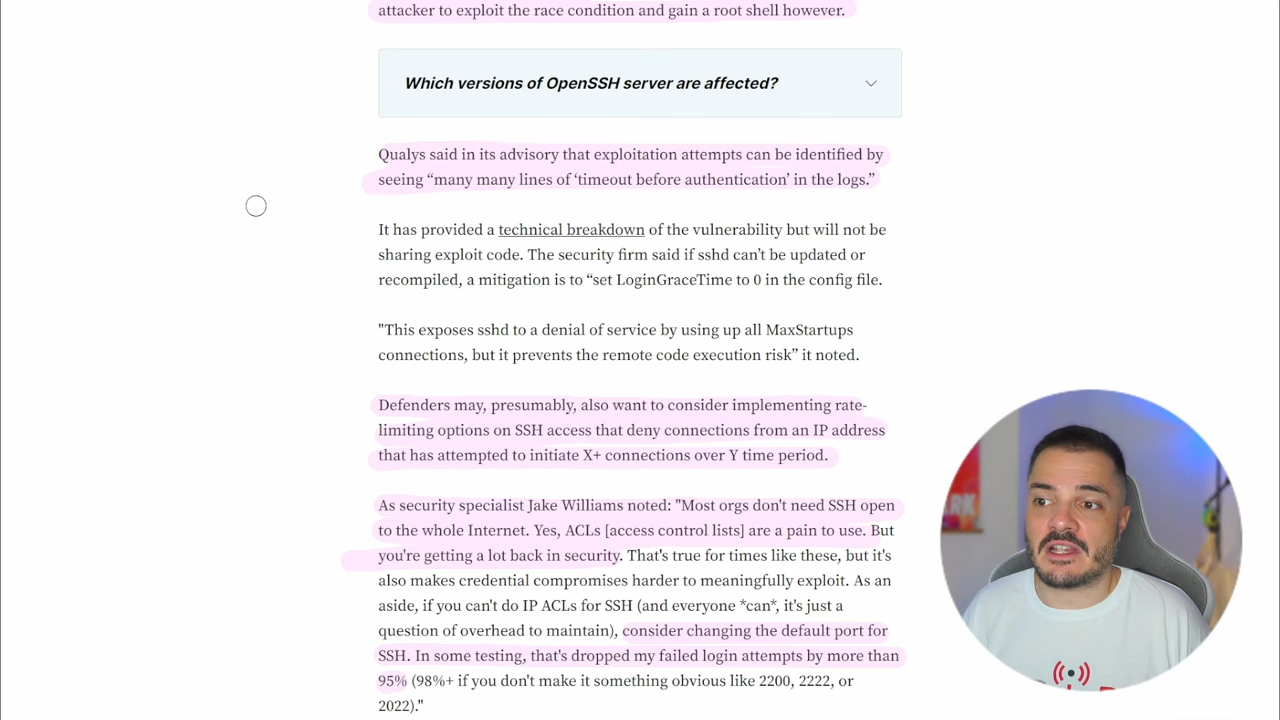 attacker to exploit the race condition and gain a root shell however.
Which versions of OpenSSH server are affected?
Qualys said in its advisory that exploitation attempts can be identified by
seeing “many many lines of ‘timeout before authentication’ in the logs.”
It has provided a technical breakdown of the vulnerability but will not be
sharing exploit code. The security firm said if sshd can’t be updated or
recompiled, a mitigation is to “set LoginGraceTime to 0 in the config file.
"This exposes sshd to a denial of service by using up all MaxStartups
connections, but it prevents the remote code execution risk” it noted.
Defenders may, presumably, also want to consider implementing rate-
limiting options on SSH access that deny connections from an IP address
that has attempted to initiate X+ connections over Y time period.
As security specialist Jake Williams noted: "Most orgs don't need SSH open
to the whole Internet. Yes, ACLs [access control lists] are a pain to use. But
you're getting a lot back in security. That's true for times like these, but it's
also makes credential compromises harder to meaningfully exploit. As an
aside, if you can't do IP ACLs for SSH (and everyone *can*, it's just a
question of overhead to maintain), consider changing the default port for
SSH. In some testing, that's dropped my failed login attempts by more than
95% (98%+ if you don't make it something obvious like 2200, 2222, or
2022)."